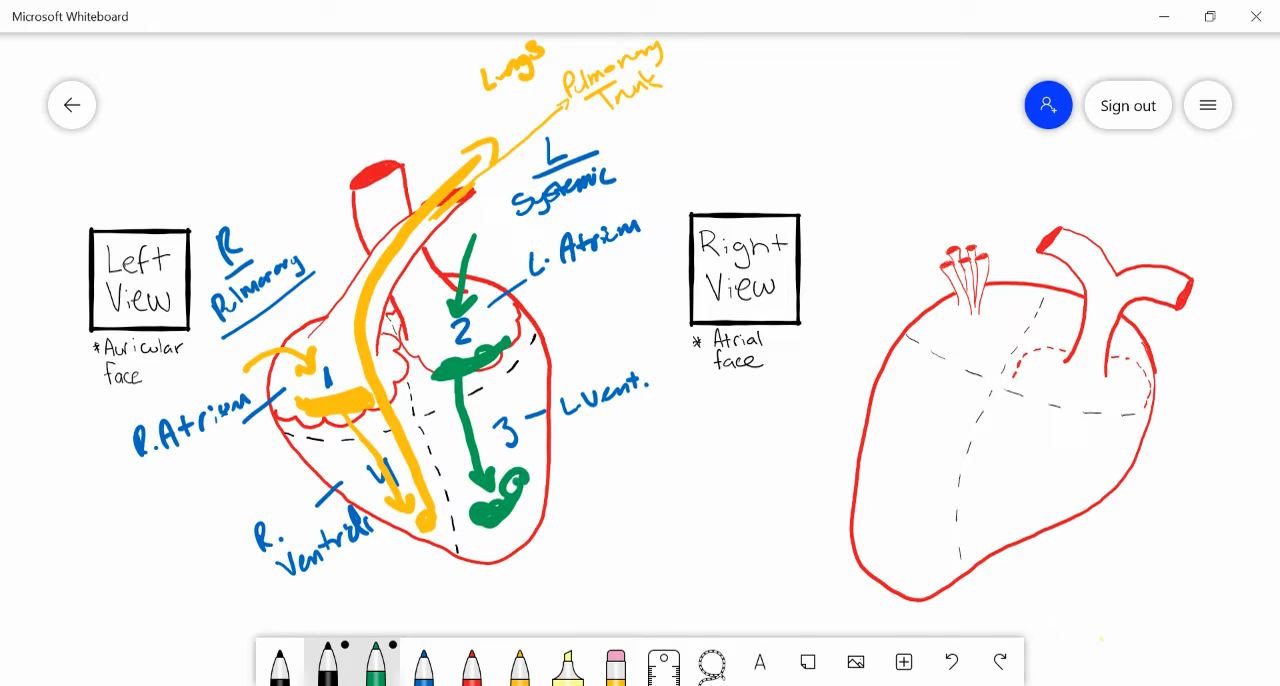 Microsoft Whiteboard
Sign out
Lungs
Pulmonary
Trunk
L
Systemic
L. Atrium
R
Pulmonary
Left
View
*Auricular
face
Right
View
* Atrial
face
2
1
R. Atrium
3 - L Vent.
4
R.
Ventricle
A